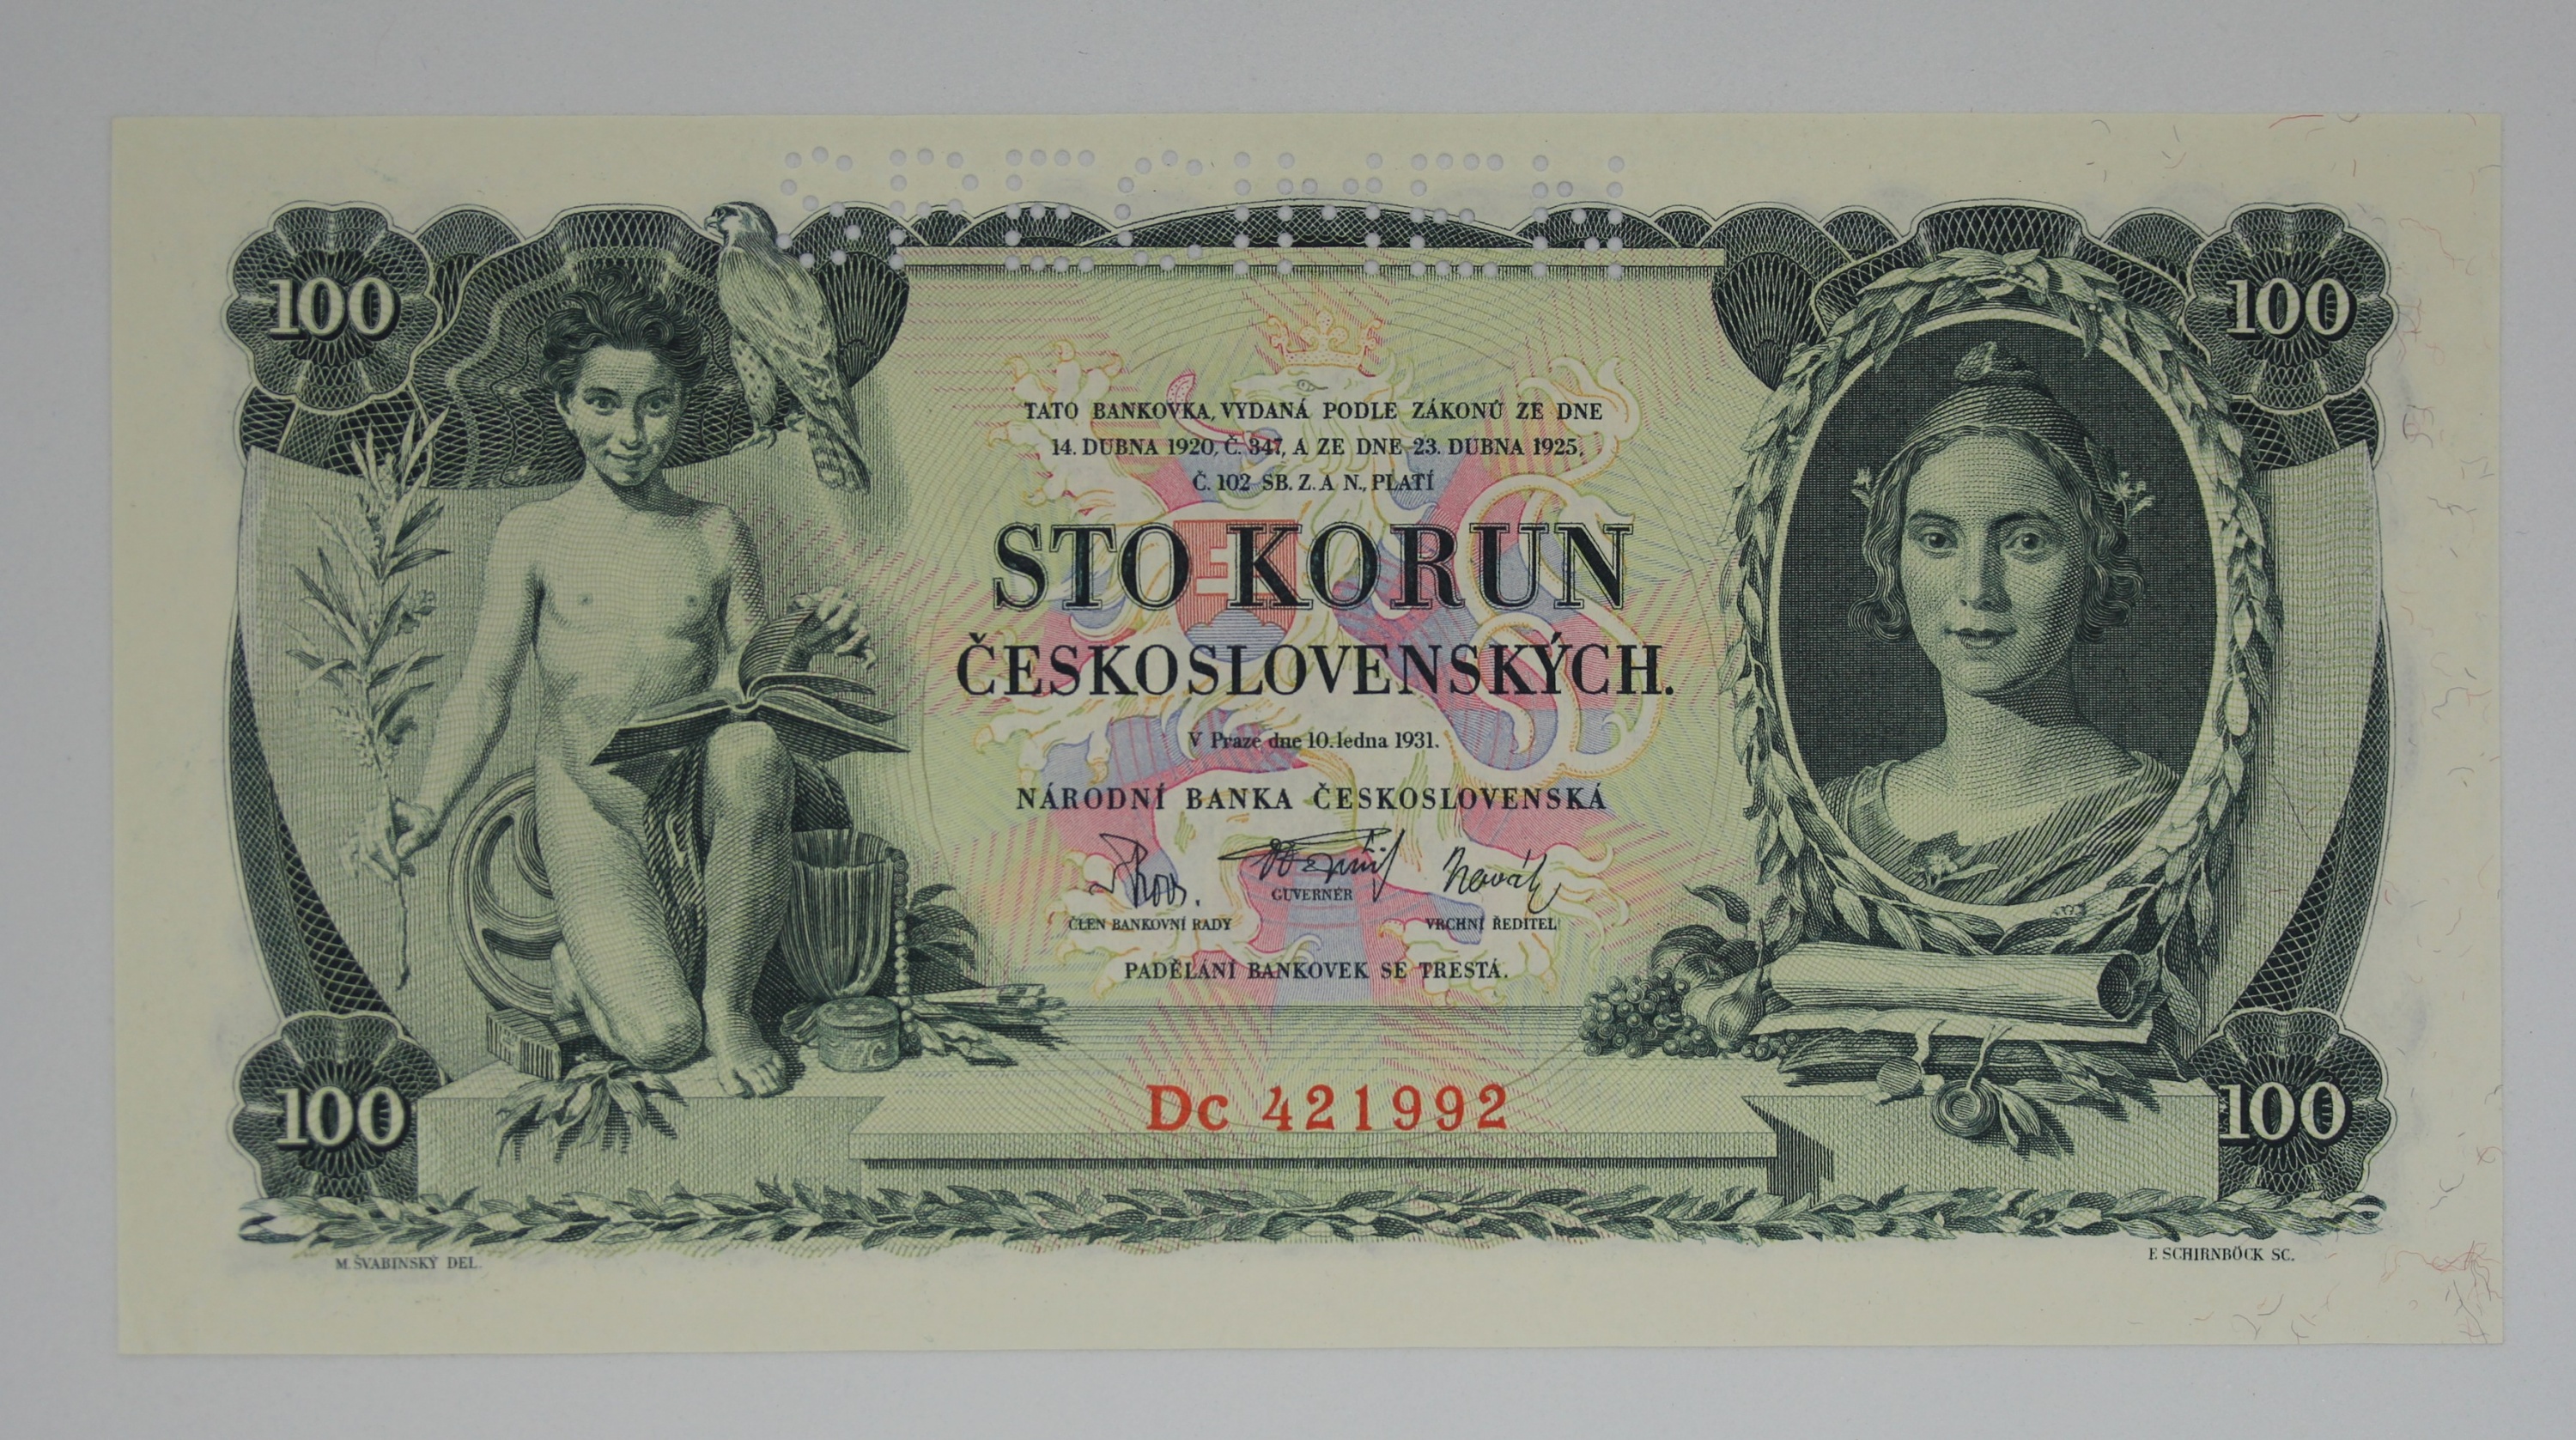 SPECIMEN
100
100
TATO BANKOVKA, VYDANÁ PODLE ZÁKONŮ ZE DNE
14. DUBNA 1920, Č. 347, A ZE DNE 23. DUBNA 1925,
Č. 102 SB. Z. A N., PLATÍ
STO KORUN
ČESKOSLOVENSKÝCH.
V Praze dne 10. ledna 1931.
NÁRODNÍ BANKA ČESKOSLOVENSKÁ
Novák
GUVERNÉR
ČLEN BANKOVNÍ RADY VRCHNÍ ŘEDITEL
PADĚLÁNÍ BANKOVEK SE TRESTÁ.
Dc 421992
100
100
M. ŠVABINSKÝ DEL.
F. SCHIRNBÖCK SC.